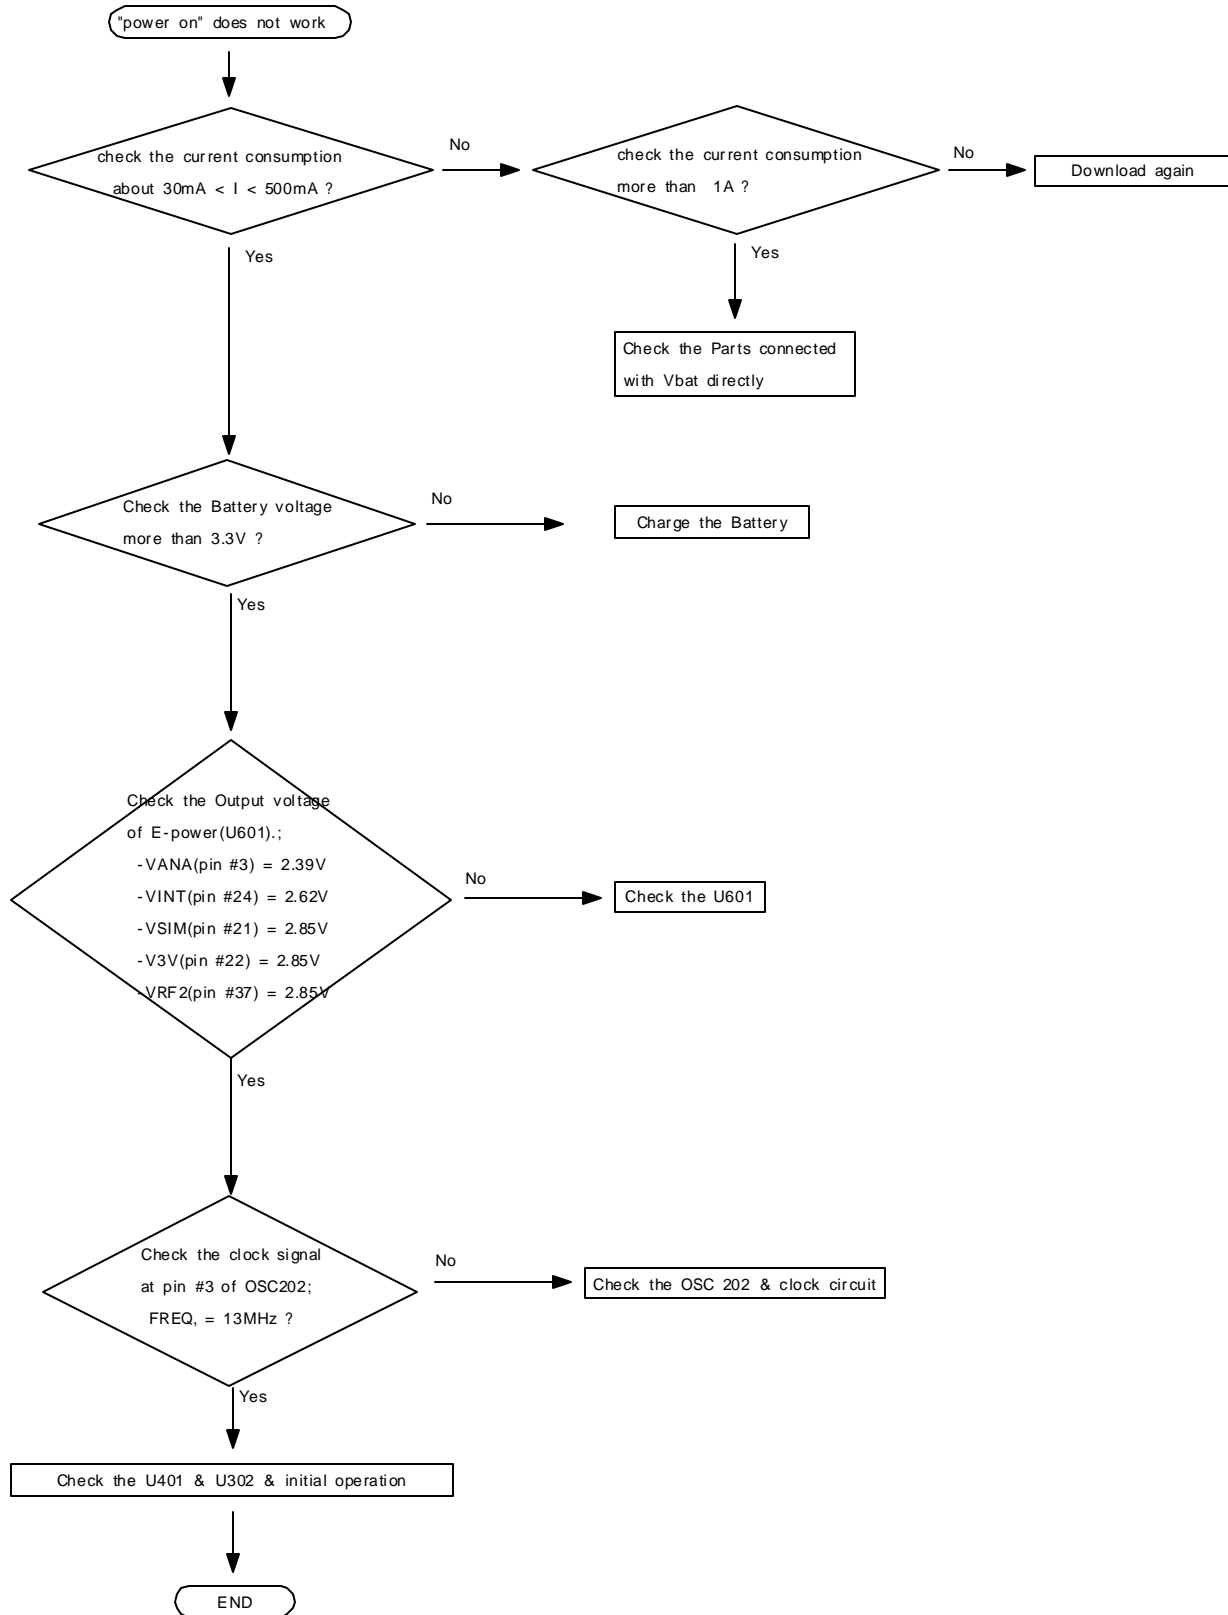 "power on" does not work
check the current consumption
about 30mA < I < 500mA ?
No
check the current consumption
more than 1A ?
No
Download again
Yes
Yes
Check the Parts connected
with Vbat directly
Check the Battery voltage
more than 3.3V ?
No
Charge the Battery
Yes
Check the Output voltage
of E-power(U601).;
-VANA(pin #3) = 2.39V
-VINT(pin #24) = 2.62V
-VSIM(pin #21) = 2.85V
-V3V(pin #22) = 2.85V
-VRF2(pin #37) = 2.85V
No
Check the U601
Yes
Check the clock signal
at pin #3 of OSC202;
FREQ, = 13MHz ?
No
Check the OSC 202 & clock circuit
Yes
Check the U401 & U302 & initial operation
END